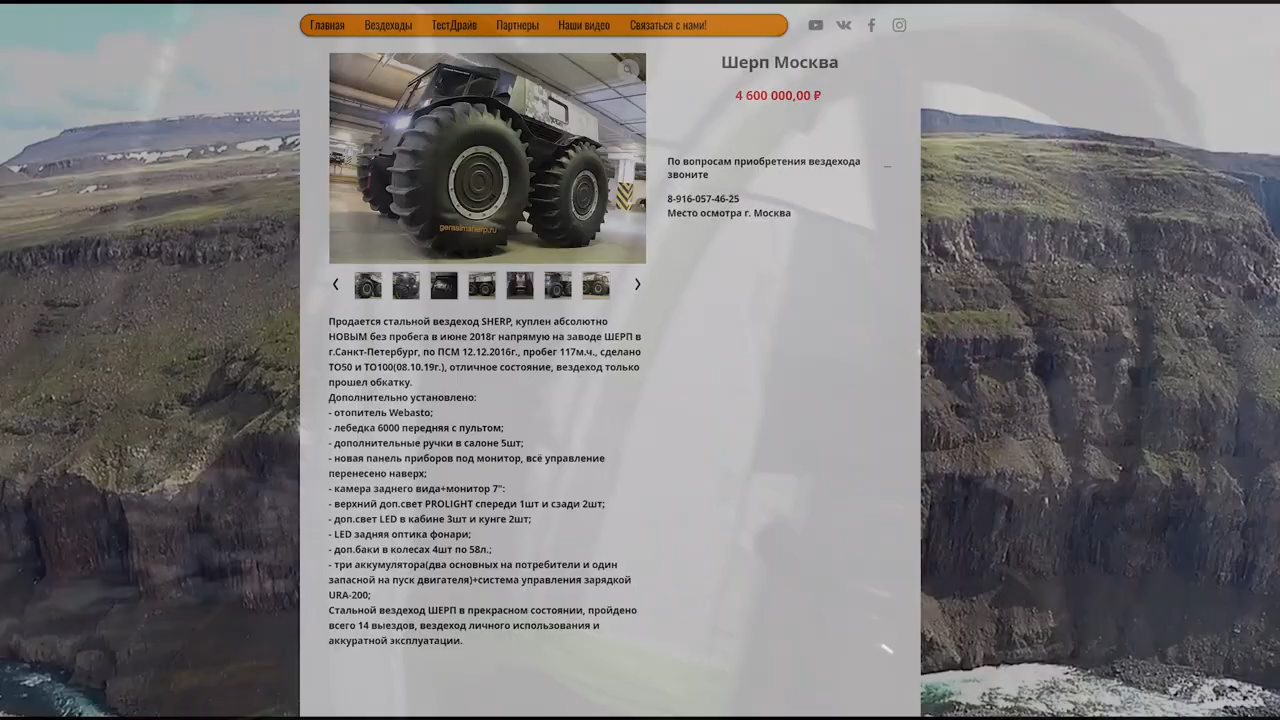 Главная Вездеходы ТестДрайв Партнеры Наши видео Связаться с нами!
Шерп Москва
4 600 000,00 ₽
По вопросам приобретения вездехода
звоните
8-916-057-46-25
Место осмотра г. Москва
Продается стальной вездеход SHERP, куплен абсолютно
НОВЫМ без пробега в июне 2018г напрямую на заводе ШЕРП в
г.Санкт-Петербург, по ПСМ 12.12.2016г., пробег 117м.ч., сделано
ТО50 и ТО100(08.10.19г.), отличное состояние, вездеход только
прошел обкатку.
Дополнительно установлено:
- отопитель Webasto;
- лебедка 6000 передняя с пультом;
- дополнительные ручки в салоне 5шт;
- новая панель приборов под монитор, всё управление
перенесено наверх;
- камера заднего вида+монитор 7":
- верхний доп.свет PROLIGHT спереди 1шт и сзади 2шт;
- доп.свет LED в кабине 3шт и кунге 2шт;
- LED задняя оптика фонари;
- доп.баки в колесах 4шт по 58л.;
- три аккумулятора(два основных на потребители и один
запасной на пуск двигателя)+система управления зарядкой
URA-200;
Стальной вездеход ШЕРП в прекрасном состоянии, пройдено
всего 14 выездов, вездеход личного использования и
аккуратной эксплуатации.